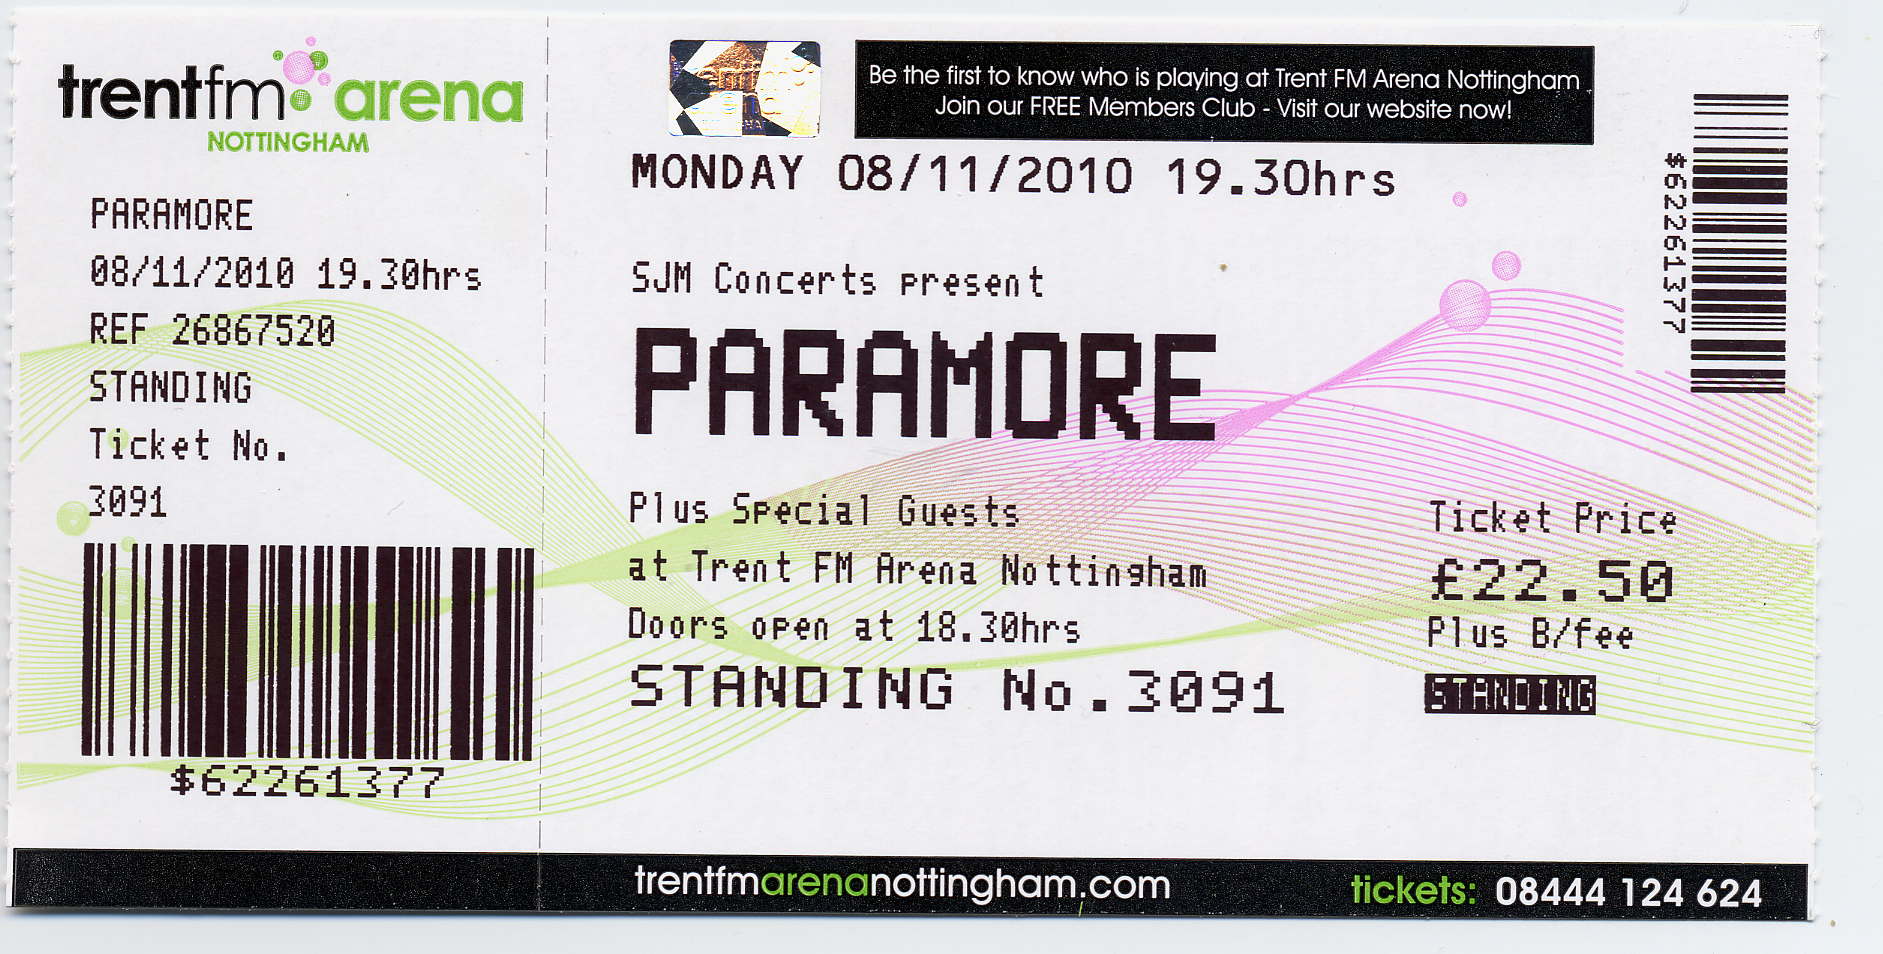 trentfm arena
NOTTINGHAM
PARAMORE
08/11/2010 19.30hrs
REF 26867520
STANDING
Ticket No.
3091
$62261377
Be the first to know who is playing at Trent FM Arena Nottingham
Join our FREE Members Club - Visit our website now!
MONDAY 08/11/2010 19.30hrs
SJM Concerts present
PARAMORE
Plus Special Guests
at Trent FM Arena Nottingham
Doors open at 18.30hrs
STANDING No.3091
Ticket Price
£22.50
Plus B/fee
STANDING
$62261377
trentfmarenanottingham.com
tickets: 08444 124 624